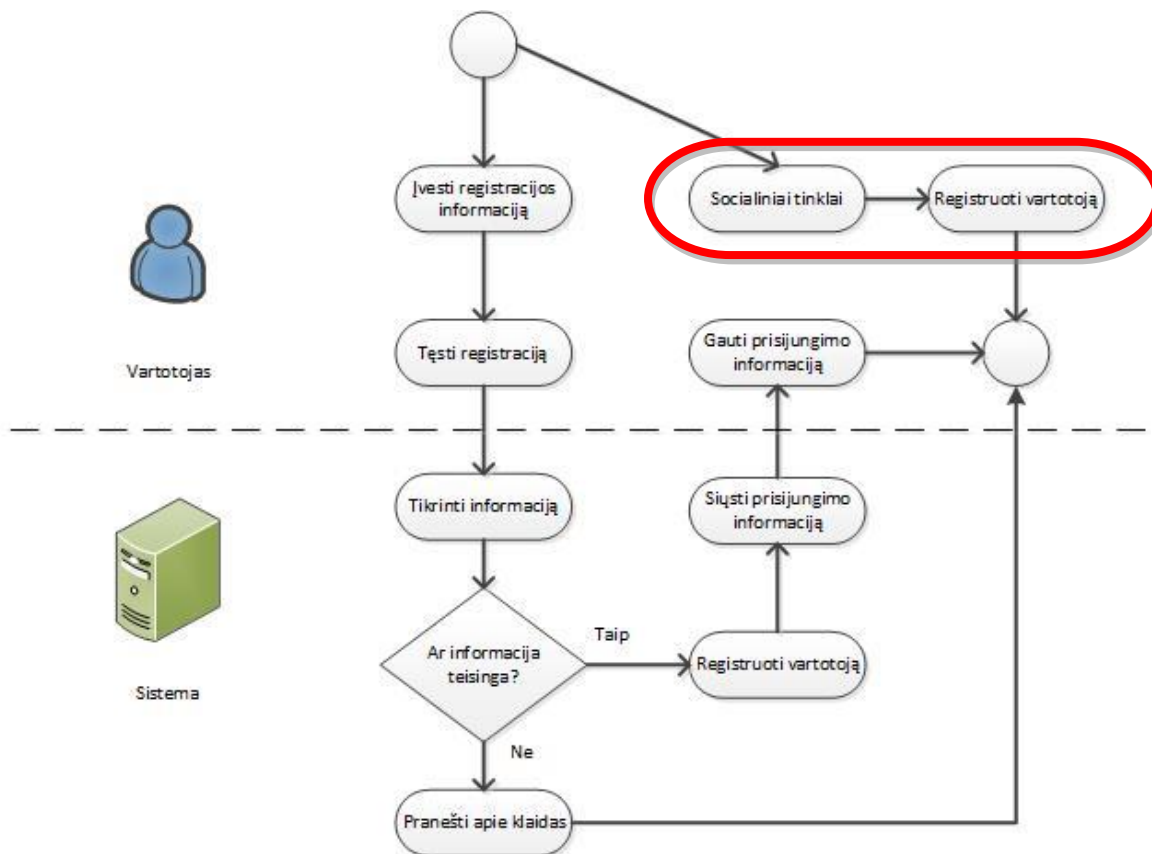 Įvesti registracijos
informaciją
Socialiniai tinklai
Registruoti vartotoją
Vartotojas
Tęsti registraciją
Gauti prisijungimo
informaciją
Tikrinti informaciją
Siųsti prisijungimo
informaciją
Sistema
Ar informacija
teisinga?
Taip
Registruoti vartotoją
Ne
Pranešti apie klaidas